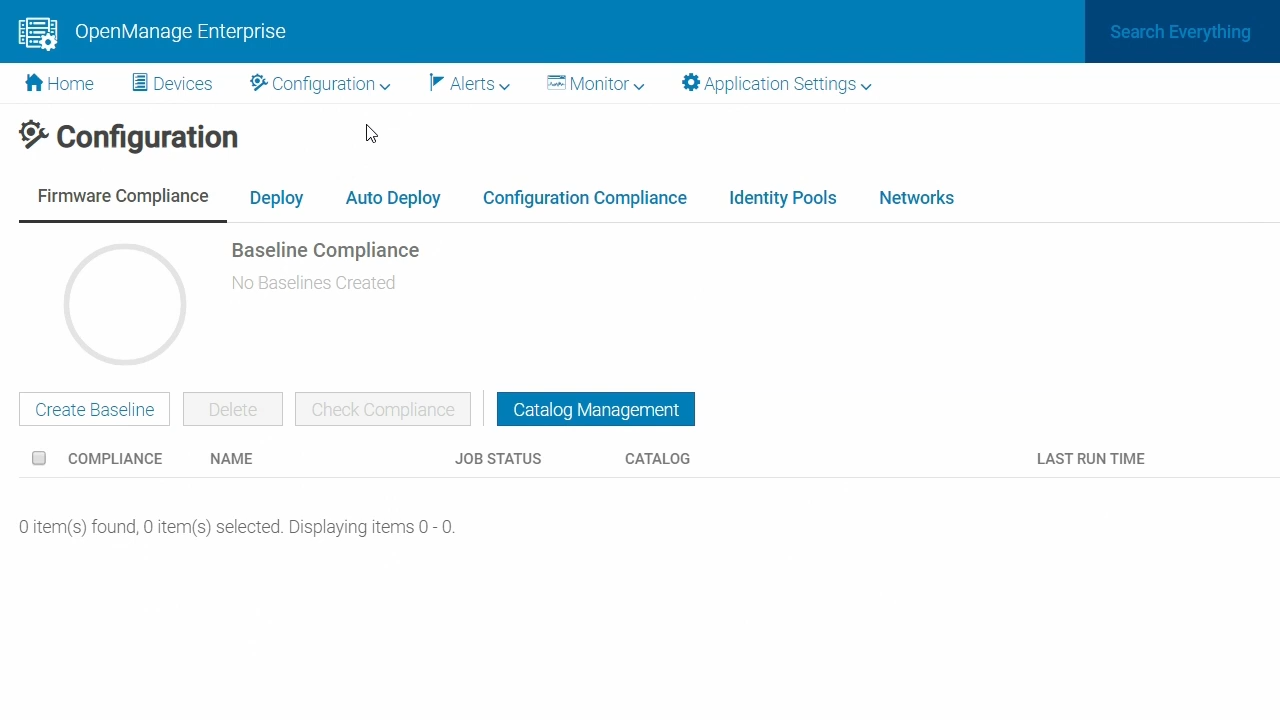 OpenManage Enterprise
Search Everything
Home Devices Configuration Alerts Monitor Application Settings
Configuration
Firmware Compliance Deploy Auto Deploy Configuration Compliance Identity Pools Networks
Baseline Compliance
No Baselines Created
Create Baseline Delete Check Compliance Catalog Management
COMPLIANCE NAME JOB STATUS CATALOG LAST RUN TIME
0 item(s) found, 0 item(s) selected. Displaying items 0 - 0.